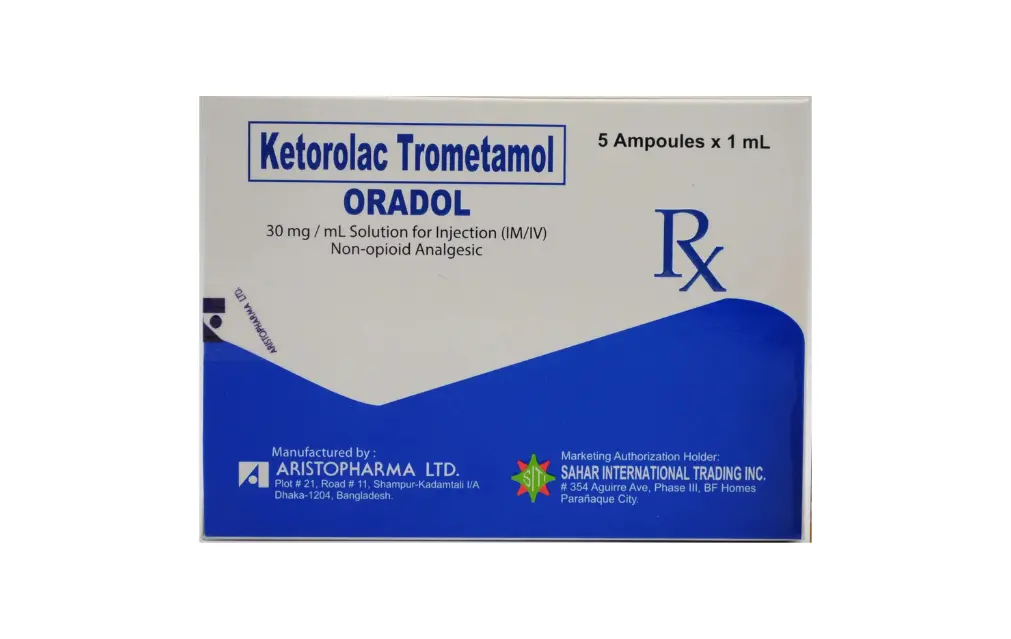 Ketorolac Trometamol
ORADOL
30 mg / mL Solution for Injection (IM/IV)
Non-opioid Analgesic
5 Ampoules x 1 mL
Rx
ARISTOPHARMA LTD.
Manufactured by :
ARISTOPHARMA LTD.
Plot # 21, Road # 11, Shampur-Kadamtali I/A
Dhaka-1204, Bangladesh.
SITI
Marketing Authorization Holder:
SAHAR INTERNATIONAL TRADING INC.
# 354 Aguirre Ave, Phase III, BF Homes
Parañaque City.